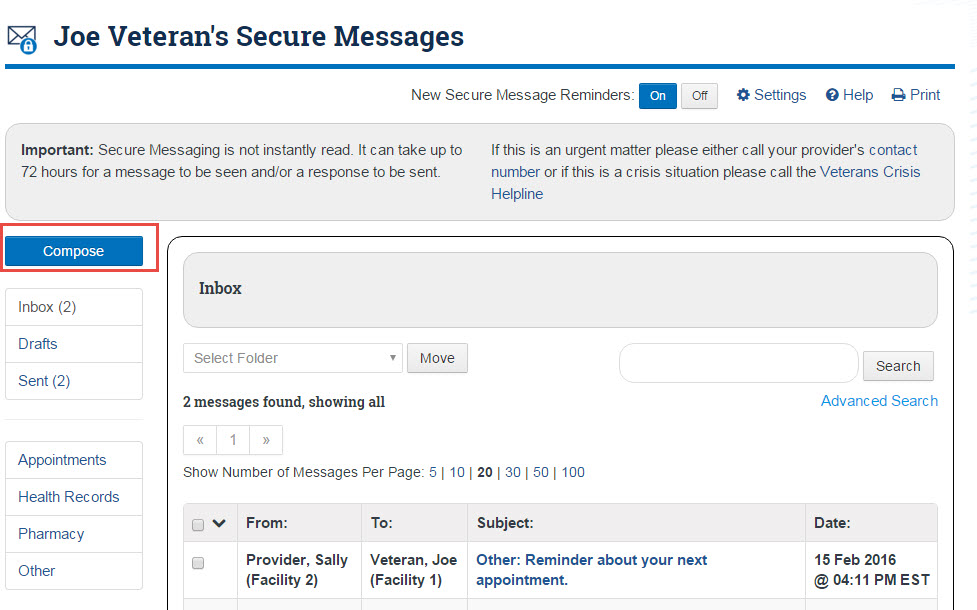 Joe Veteran's Secure Messages
New Secure Message Reminders: On Off Settings Help Print
Important: Secure Messaging is not instantly read. It can take up to
72 hours for a message to be seen and/or a response to be sent.
If this is an urgent matter please either call your provider's contact
number or if this is a crisis situation please call the Veterans Crisis
Helpline
Compose
Inbox (2)
Drafts
Sent (2)
Appointments
Health Records
Pharmacy
Other
Inbox
Select Folder Move
Search
2 messages found, showing all
Advanced Search
« 1 »
Show Number of Messages Per Page: 5 | 10 | 20 | 30 | 50 | 100
From: To: Subject: Date:
Provider, Sally Veteran, Joe Other: Reminder about your next 15 Feb 2016
(Facility 2) (Facility 1) appointment. @ 04:11 PM EST